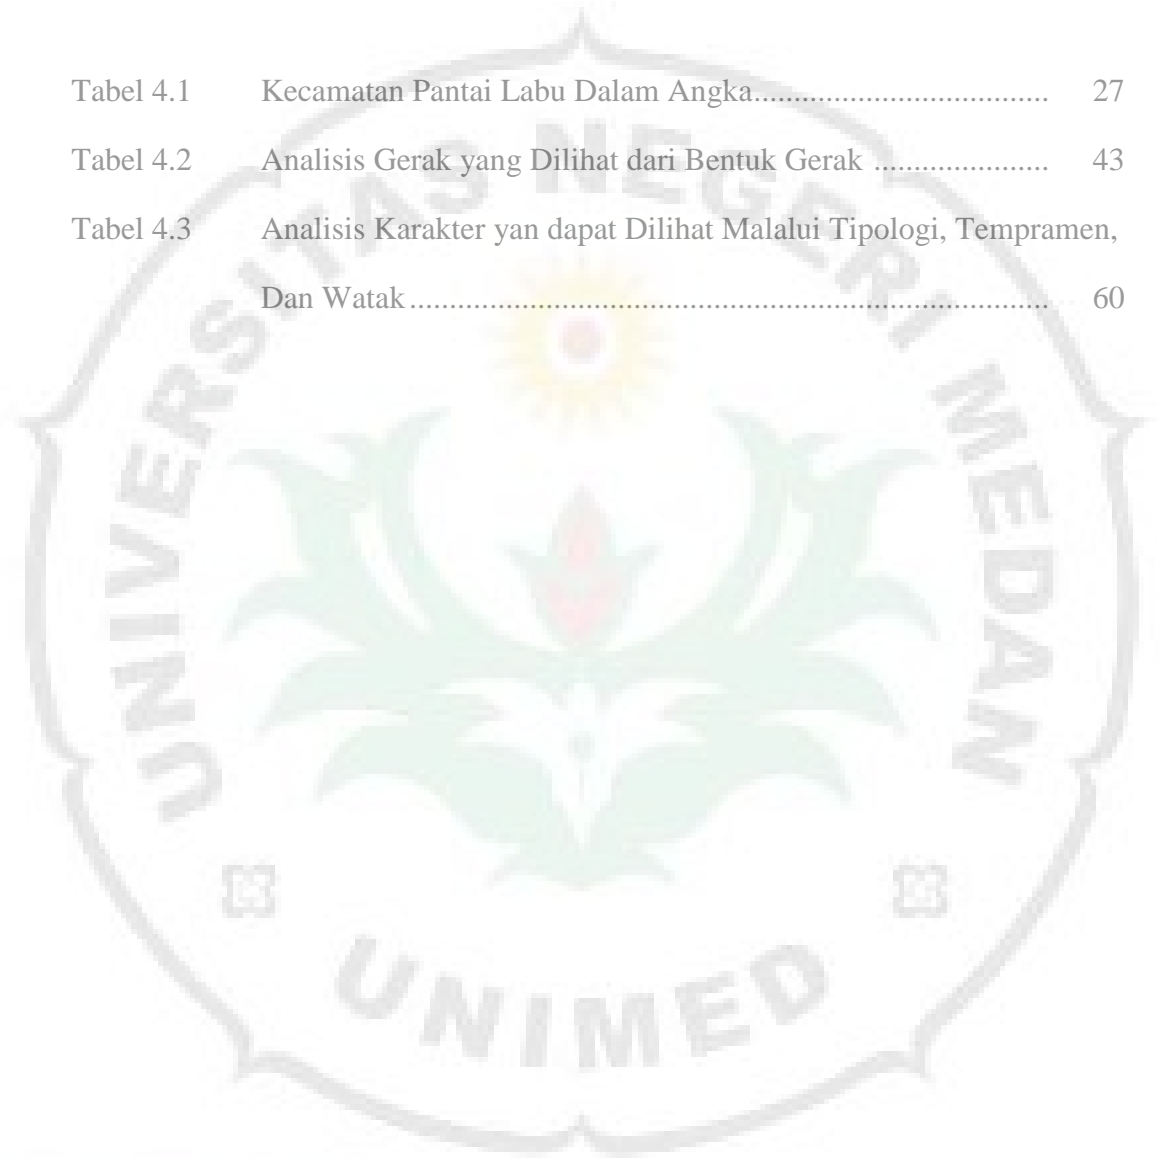 Tabel 4.1 Kecamatan Pantai Labu Dalam Angka..................................... 27
Tabel 4.2 Analisis Gerak yang Dilihat dari Bentuk Gerak ...................... 43
Tabel 4.3 Analisis Karakter yan dapat Dilihat Malalui Tipologi, Tempramen,
Dan Watak................................................................................ 60
UNIVERSITAS NEGERI MEDAN
UNIMED